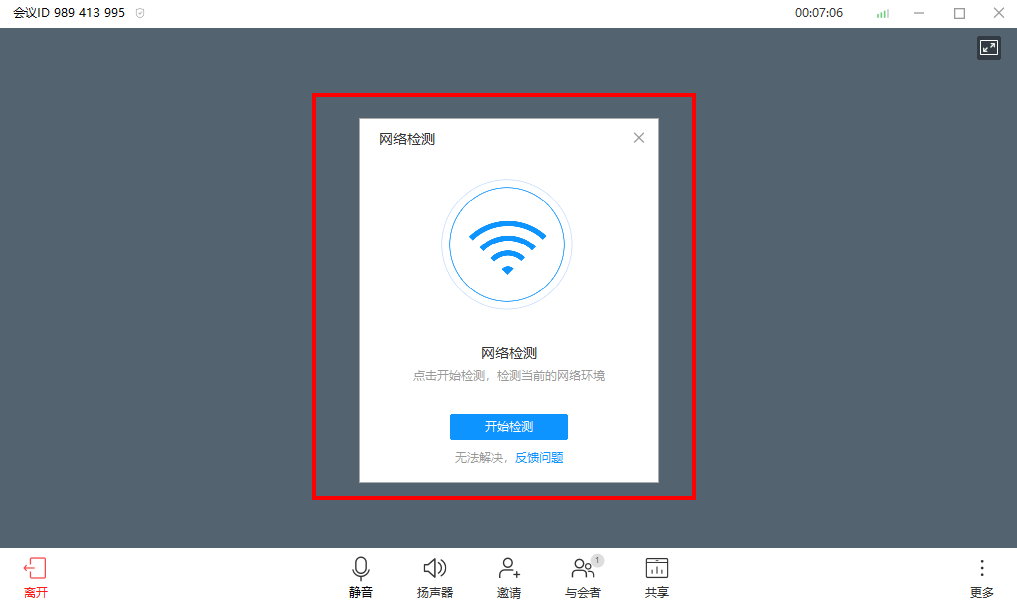 会议ID 989 413 995
00:07:06
网络检测
网络检测
点击开始检测，检测当前的网络环境
开始检测
无法解决，反馈问题
1
离开
静音
扬声器
邀请
与会者
共享
更多